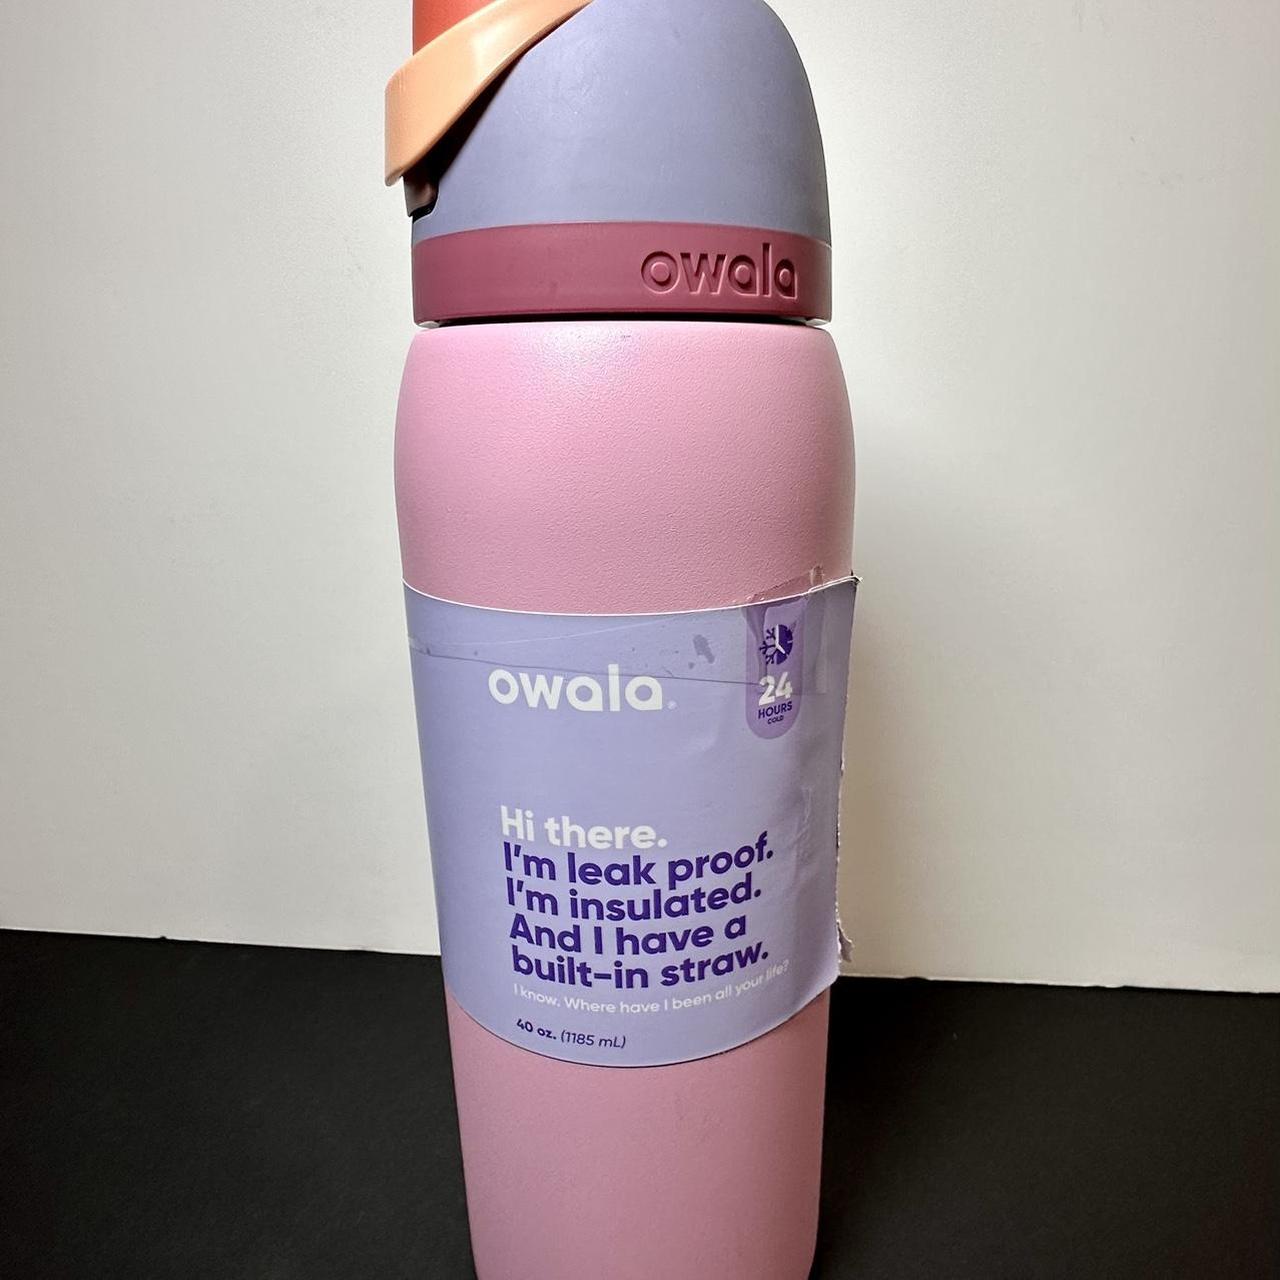 owala
owala®
24
HOURS
COLD
Hi there.
I'm leak proof.
I'm insulated.
And I have a
built-in straw.
I know. Where have I been all your life?
40 oz. (1185 mL)